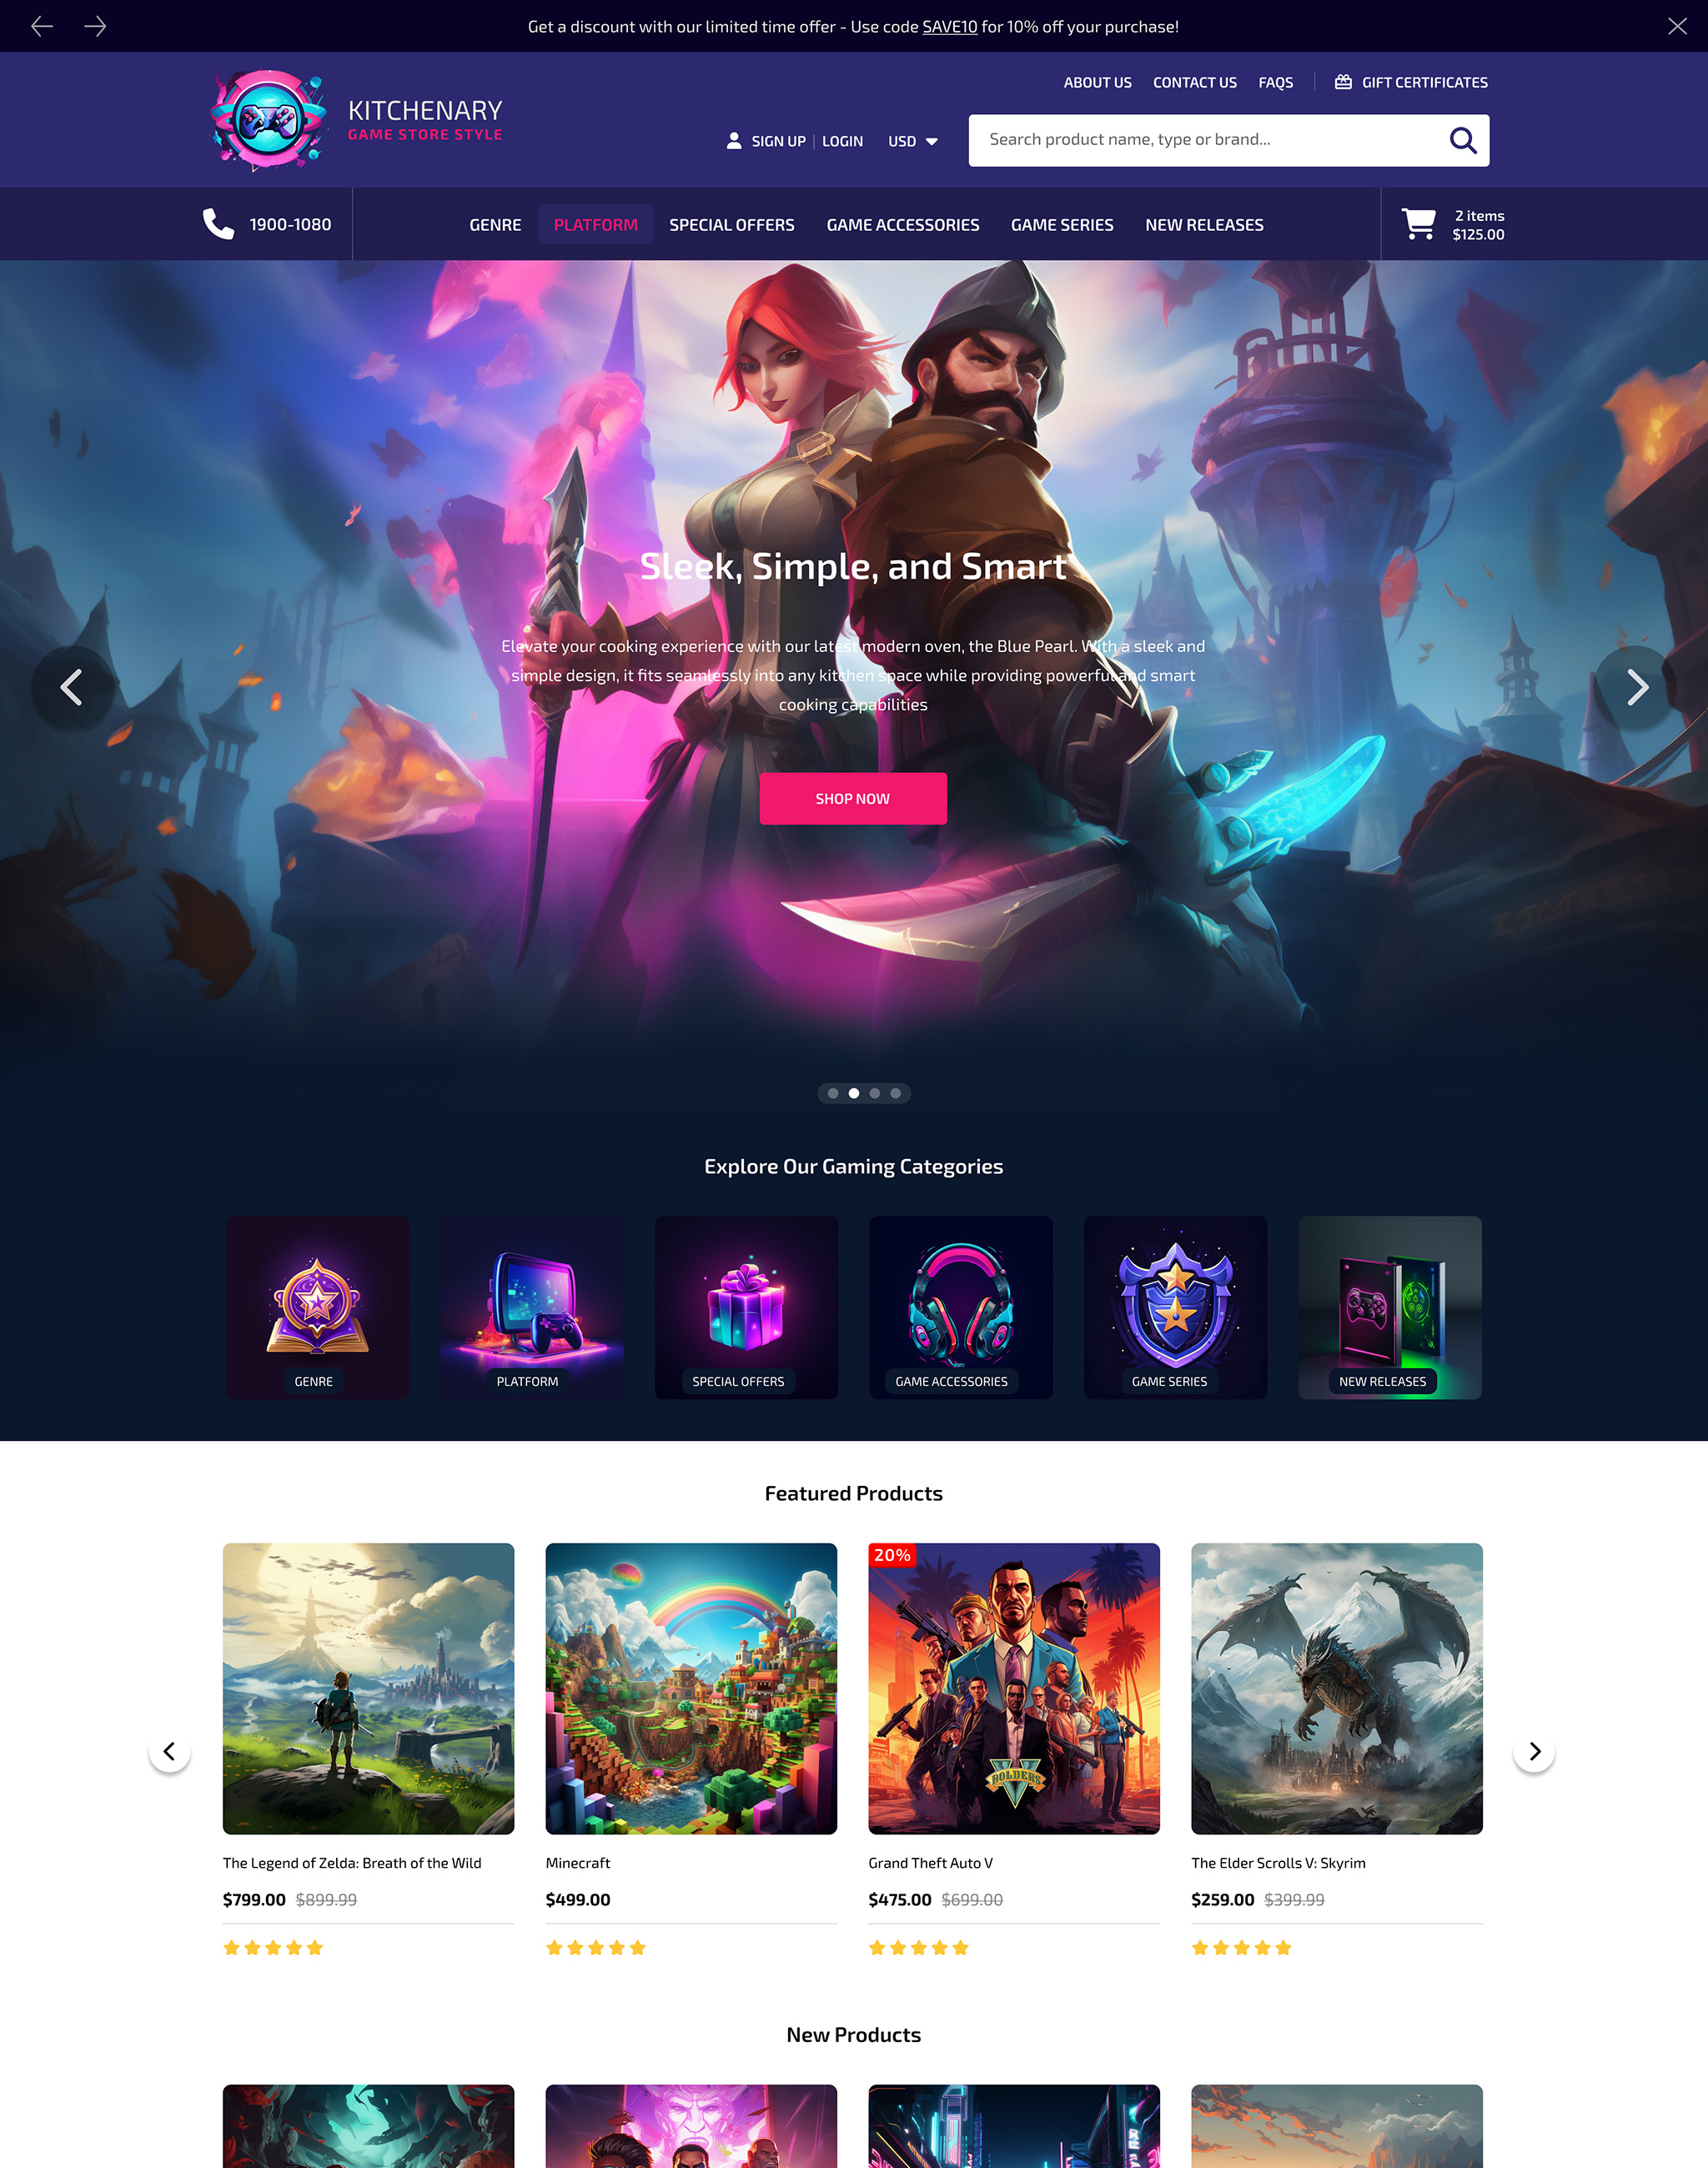 Get a discount with our limited time offer - Use code SAVE10 for 10% off your purchase!
ABOUT US
CONTACT US
FAQS
GIFT CERTIFICATES
KITCHENARY
GAME STORE STYLE
SIGN UP | LOGIN
USD
Search product name, type or brand...
1900-1080
GENRE
PLATFORM
SPECIAL OFFERS
GAME ACCESSORIES
GAME SERIES
NEW RELEASES
2 items
$125.00
Sleek, Simple, and Smart
Elevate your cooking experience with our latest modern oven, the Blue Pearl. With a sleek and
simple design, it fits seamlessly into any kitchen space while providing powerful and smart
cooking capabilities
SHOP NOW
Explore Our Gaming Categories
GENRE
PLATFORM
SPECIAL OFFERS
GAME ACCESSORIES
GAME SERIES
NEW RELEASES
Featured Products
20%
BOLDERS
The Legend of Zelda: Breath of the Wild
$799.00 $899.99
Minecraft
$499.00
Grand Theft Auto V
$475.00 $699.00
The Elder Scrolls V: Skyrim
$259.00 $399.99
New Products